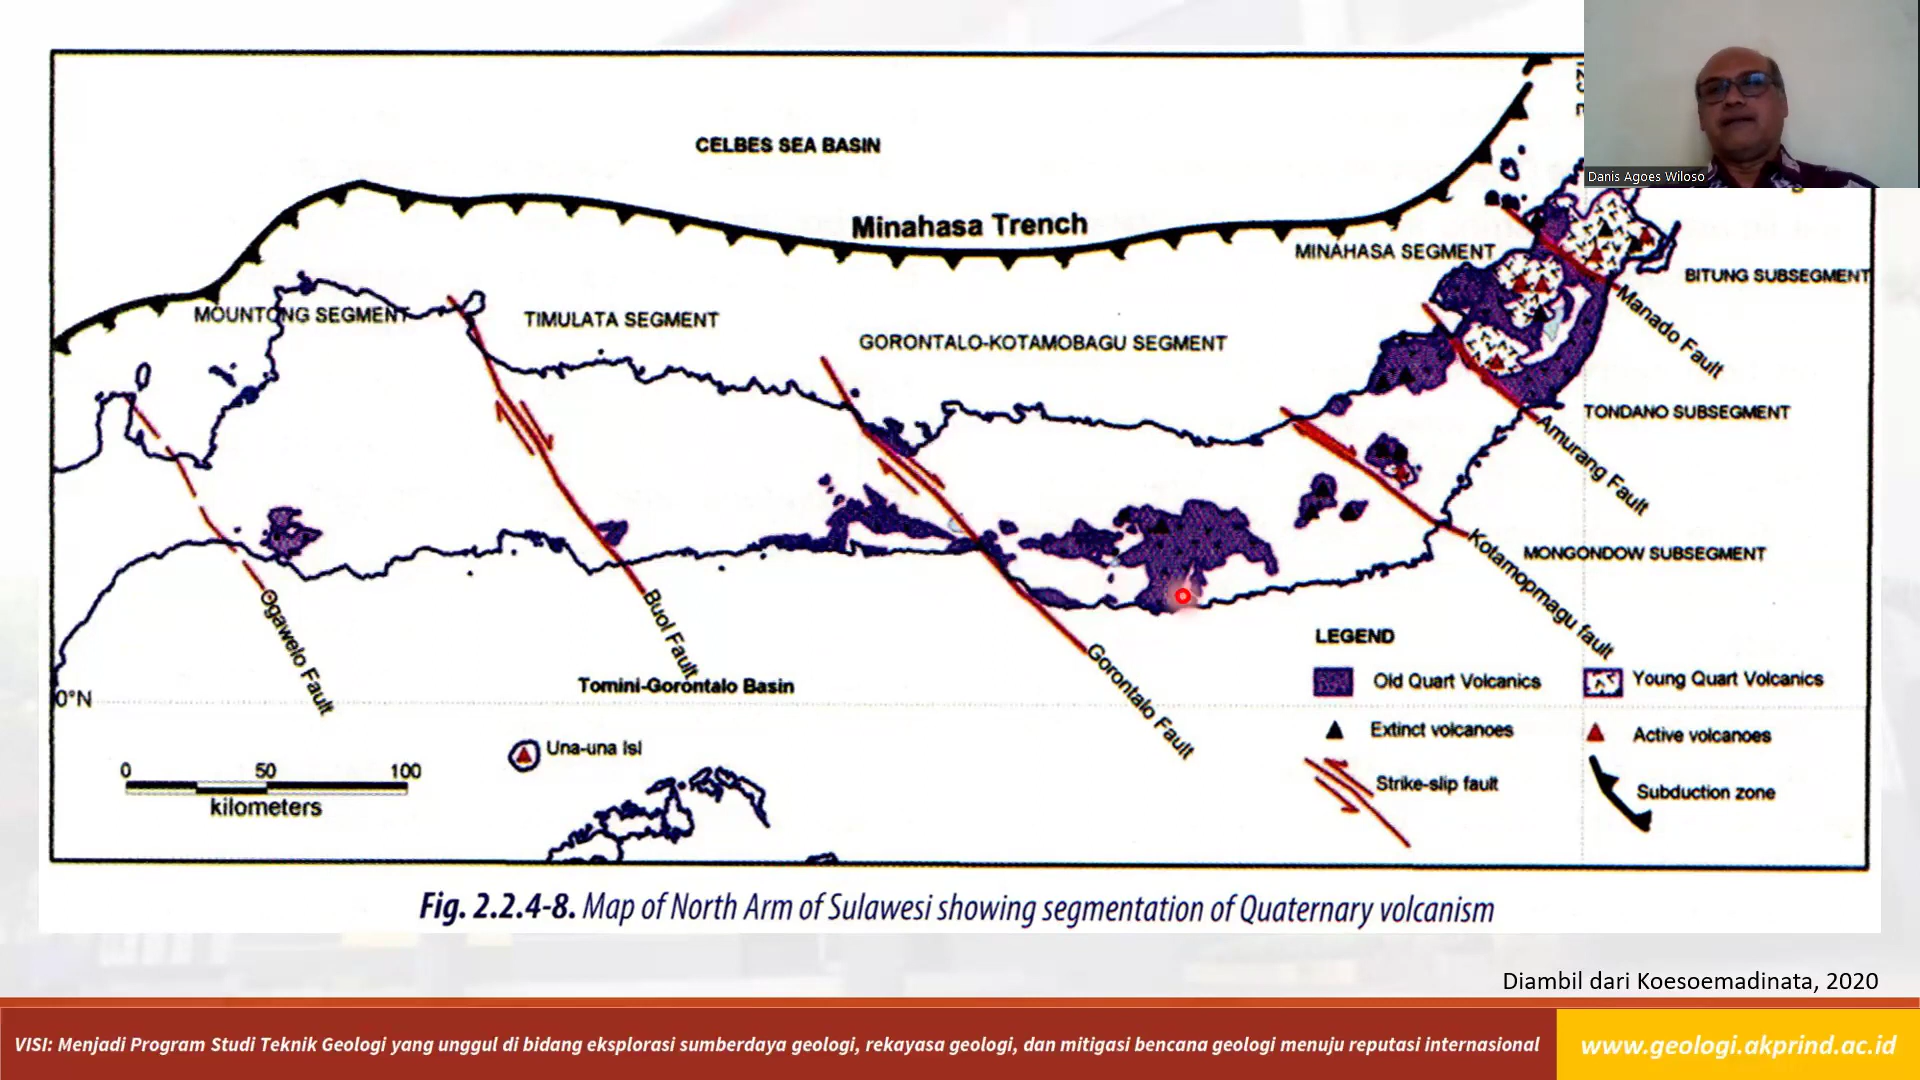 CELBES SEA BASIN
Danis Agoes Wiloso
Minahasa Trench
MINAHASA SEGMENT
BITUNG SUBSEGMENT
MOUNTONG SEGMENT
TIMULATA SEGMENT
GORONTALO-KOTAMOBAGU SEGMENT
Manado Fault
TONDANO SUBSEGMENT
Amurang Fault
MONGONDOW SUBSEGMENT
Kotamopmagu fault
Ogawelo Fault
Buol Fault
Gorontalo Fault
Tomini-Gorontalo Basin
0°N
Una-una Isl
0 50 100
kilometers
LEGEND
Old Quart Volcanics
Young Quart Volcanics
Extinct volcanoes
Active volcanoes
Strike-slip fault
Subduction zone
Fig. 2.2.4-8. Map of North Arm of Sulawesi showing segmentation of Quaternary volcanism
Diambil dari Koesoemadinata, 2020
VISI: Menjadi Program Studi Teknik Geologi yang unggul di bidang eksplorasi sumberdaya geologi, rekayasa geologi, dan mitigasi bencana geologi menuju reputasi internasional
www.geologi.akprind.ac.id